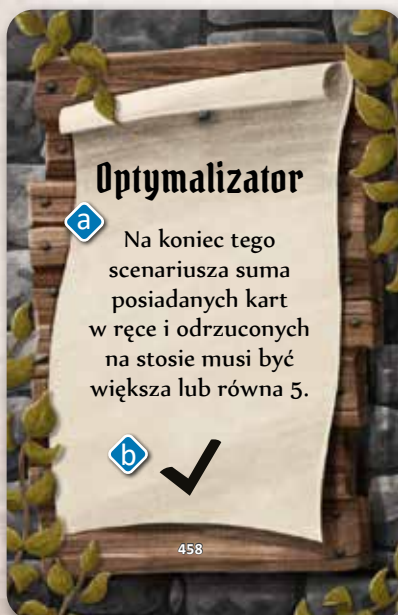 Optymalizator
a
Na koniec tego
scenariusza suma
posiadanych kart
w ręce i odrzuconych
na stosie musi być
większa lub równa 5.
b
458